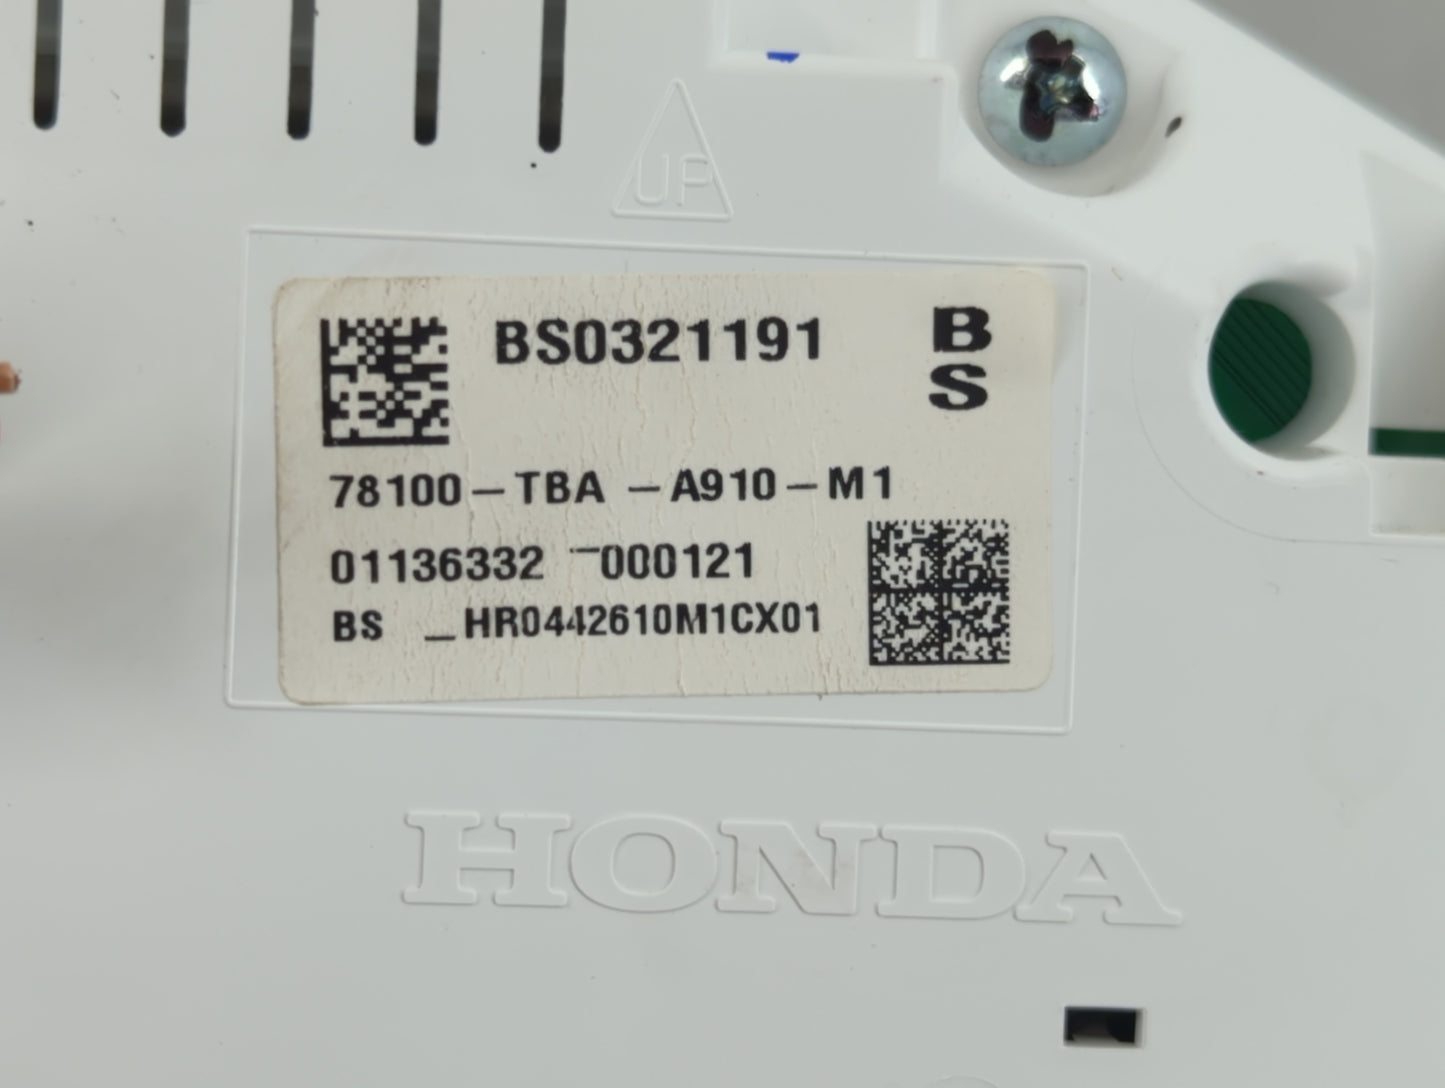 UP
BS0321191
B
S
78100-TBA -A910-M1
01136332 -000121
BS _HR0442610M1CX01
HONDA